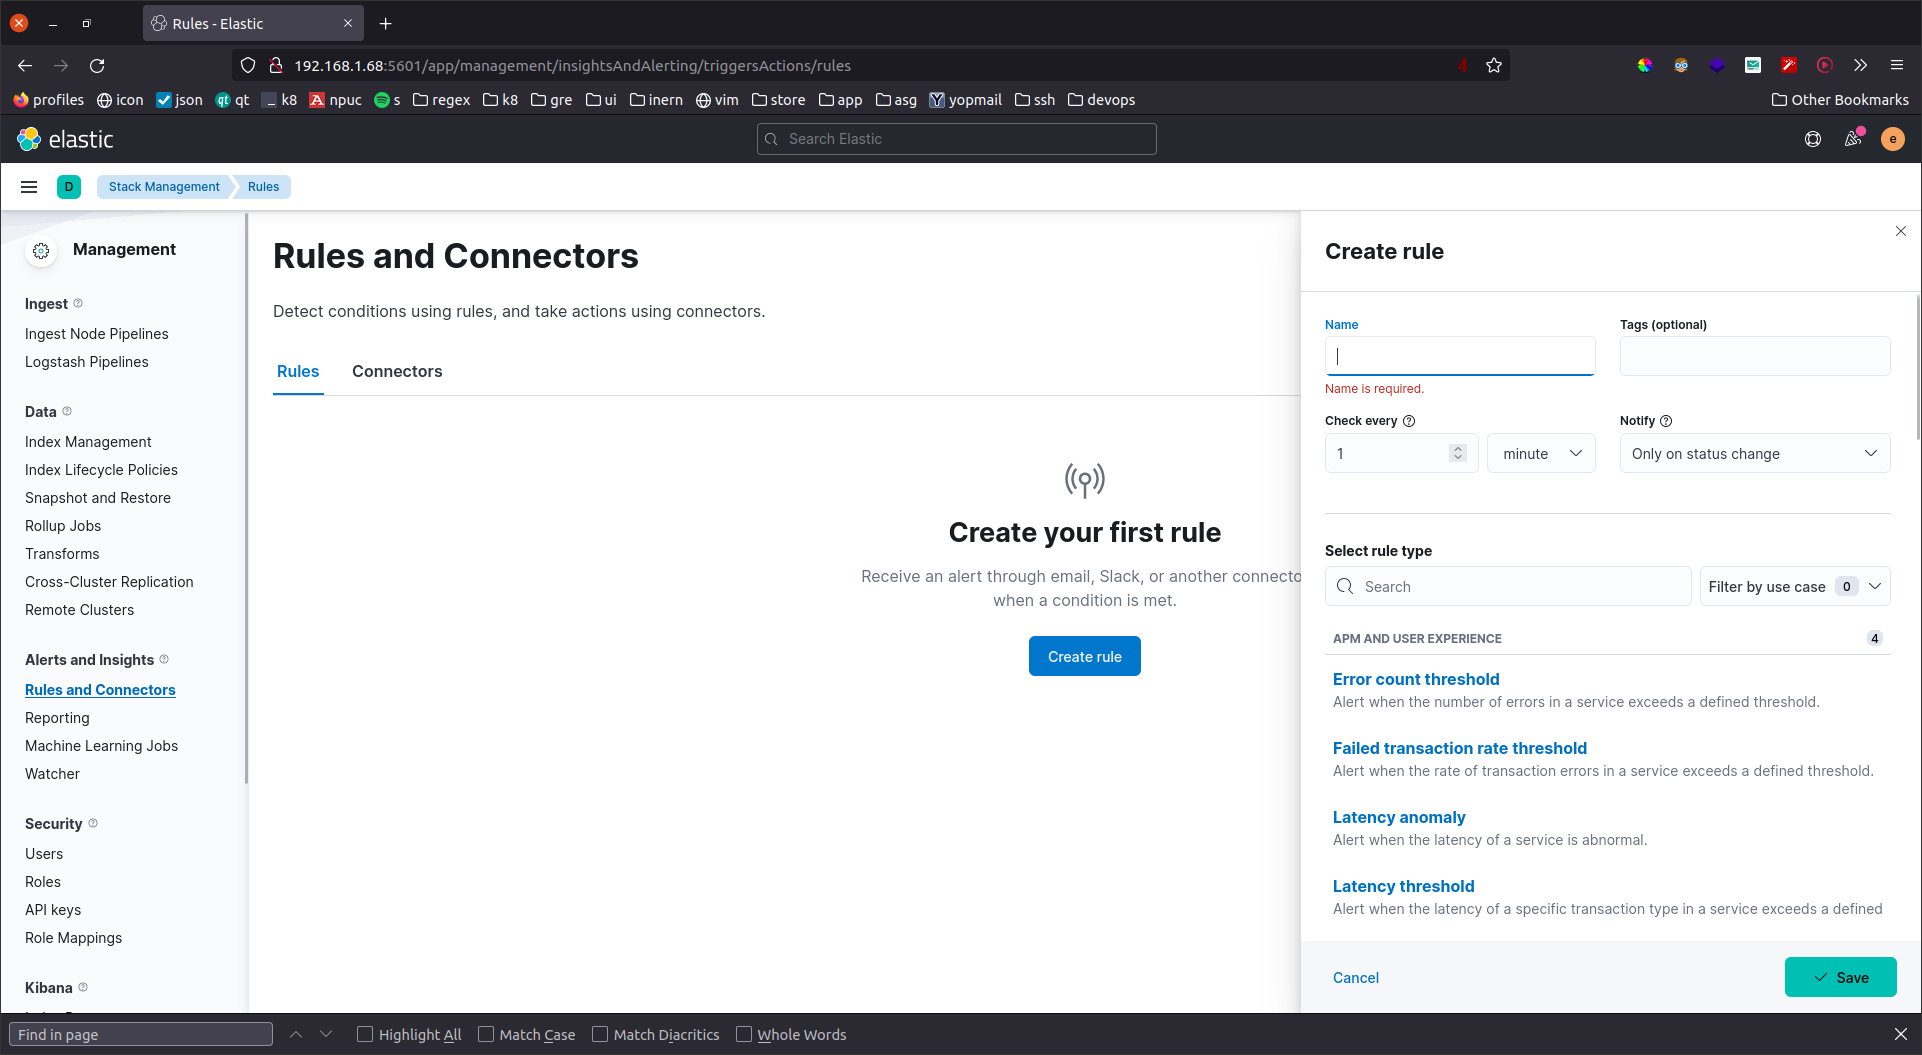 Rules - Elastic
192.168.1.68:5601/app/management/insightsAndAlerting/triggersActions/rules
4
profiles icon json qt qt _ k8 A npuc s regex k8 gre ui inern vim store app asg Y yopmail ssh devops Other Bookmarks
elastic
Search Elastic
e
D
Stack Management Rules
Management
Ingest
Ingest Node Pipelines
Logstash Pipelines
Data
Index Management
Index Lifecycle Policies
Snapshot and Restore
Rollup Jobs
Transforms
Cross-Cluster Replication
Remote Clusters
Alerts and Insights
Rules and Connectors
Reporting
Machine Learning Jobs
Watcher
Security
Users
Roles
API keys
Role Mappings
Kibana
Rules and Connectors
Detect conditions using rules, and take actions using connectors.
Rules Connectors
Create your first rule
Receive an alert through email, Slack, or another connecto
when a condition is met.
Create rule
Create rule
Name Tags (optional)
Name is required.
Check every Notify
1 minute Only on status change
Select rule type
Search Filter by use case 0
APM AND USER EXPERIENCE 4
Error count threshold
Alert when the number of errors in a service exceeds a defined threshold.
Failed transaction rate threshold
Alert when the rate of transaction errors in a service exceeds a defined threshold.
Latency anomaly
Alert when the latency of a service is abnormal.
Latency threshold
Alert when the latency of a specific transaction type in a service exceeds a defined
Cancel Save
Find in page Highlight All Match Case Match Diacritics Whole Words